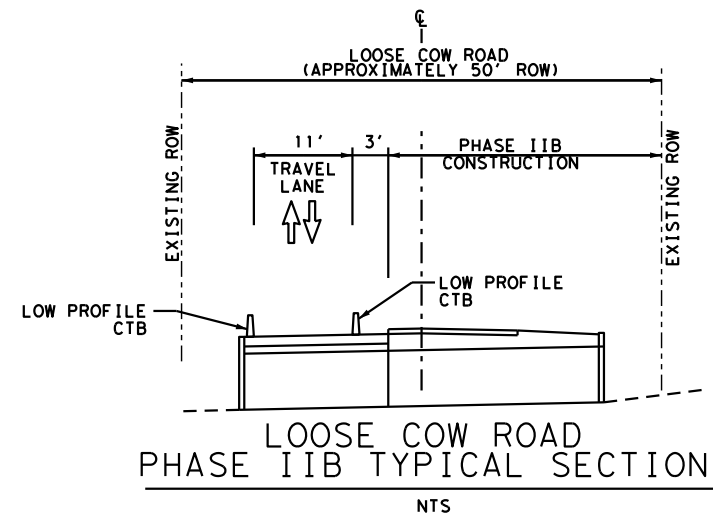 ℄
LOOSE COW ROAD
(APPROXIMATELY 50' ROW)
EXISTING ROW
11'
3'
PHASE IIB
CONSTRUCTION
EXISTING ROW
TRAVEL
LANE
LOW PROFILE
CTB
LOW PROFILE
CTB
LOOSE COW ROAD
PHASE IIB TYPICAL SECTION
NTS